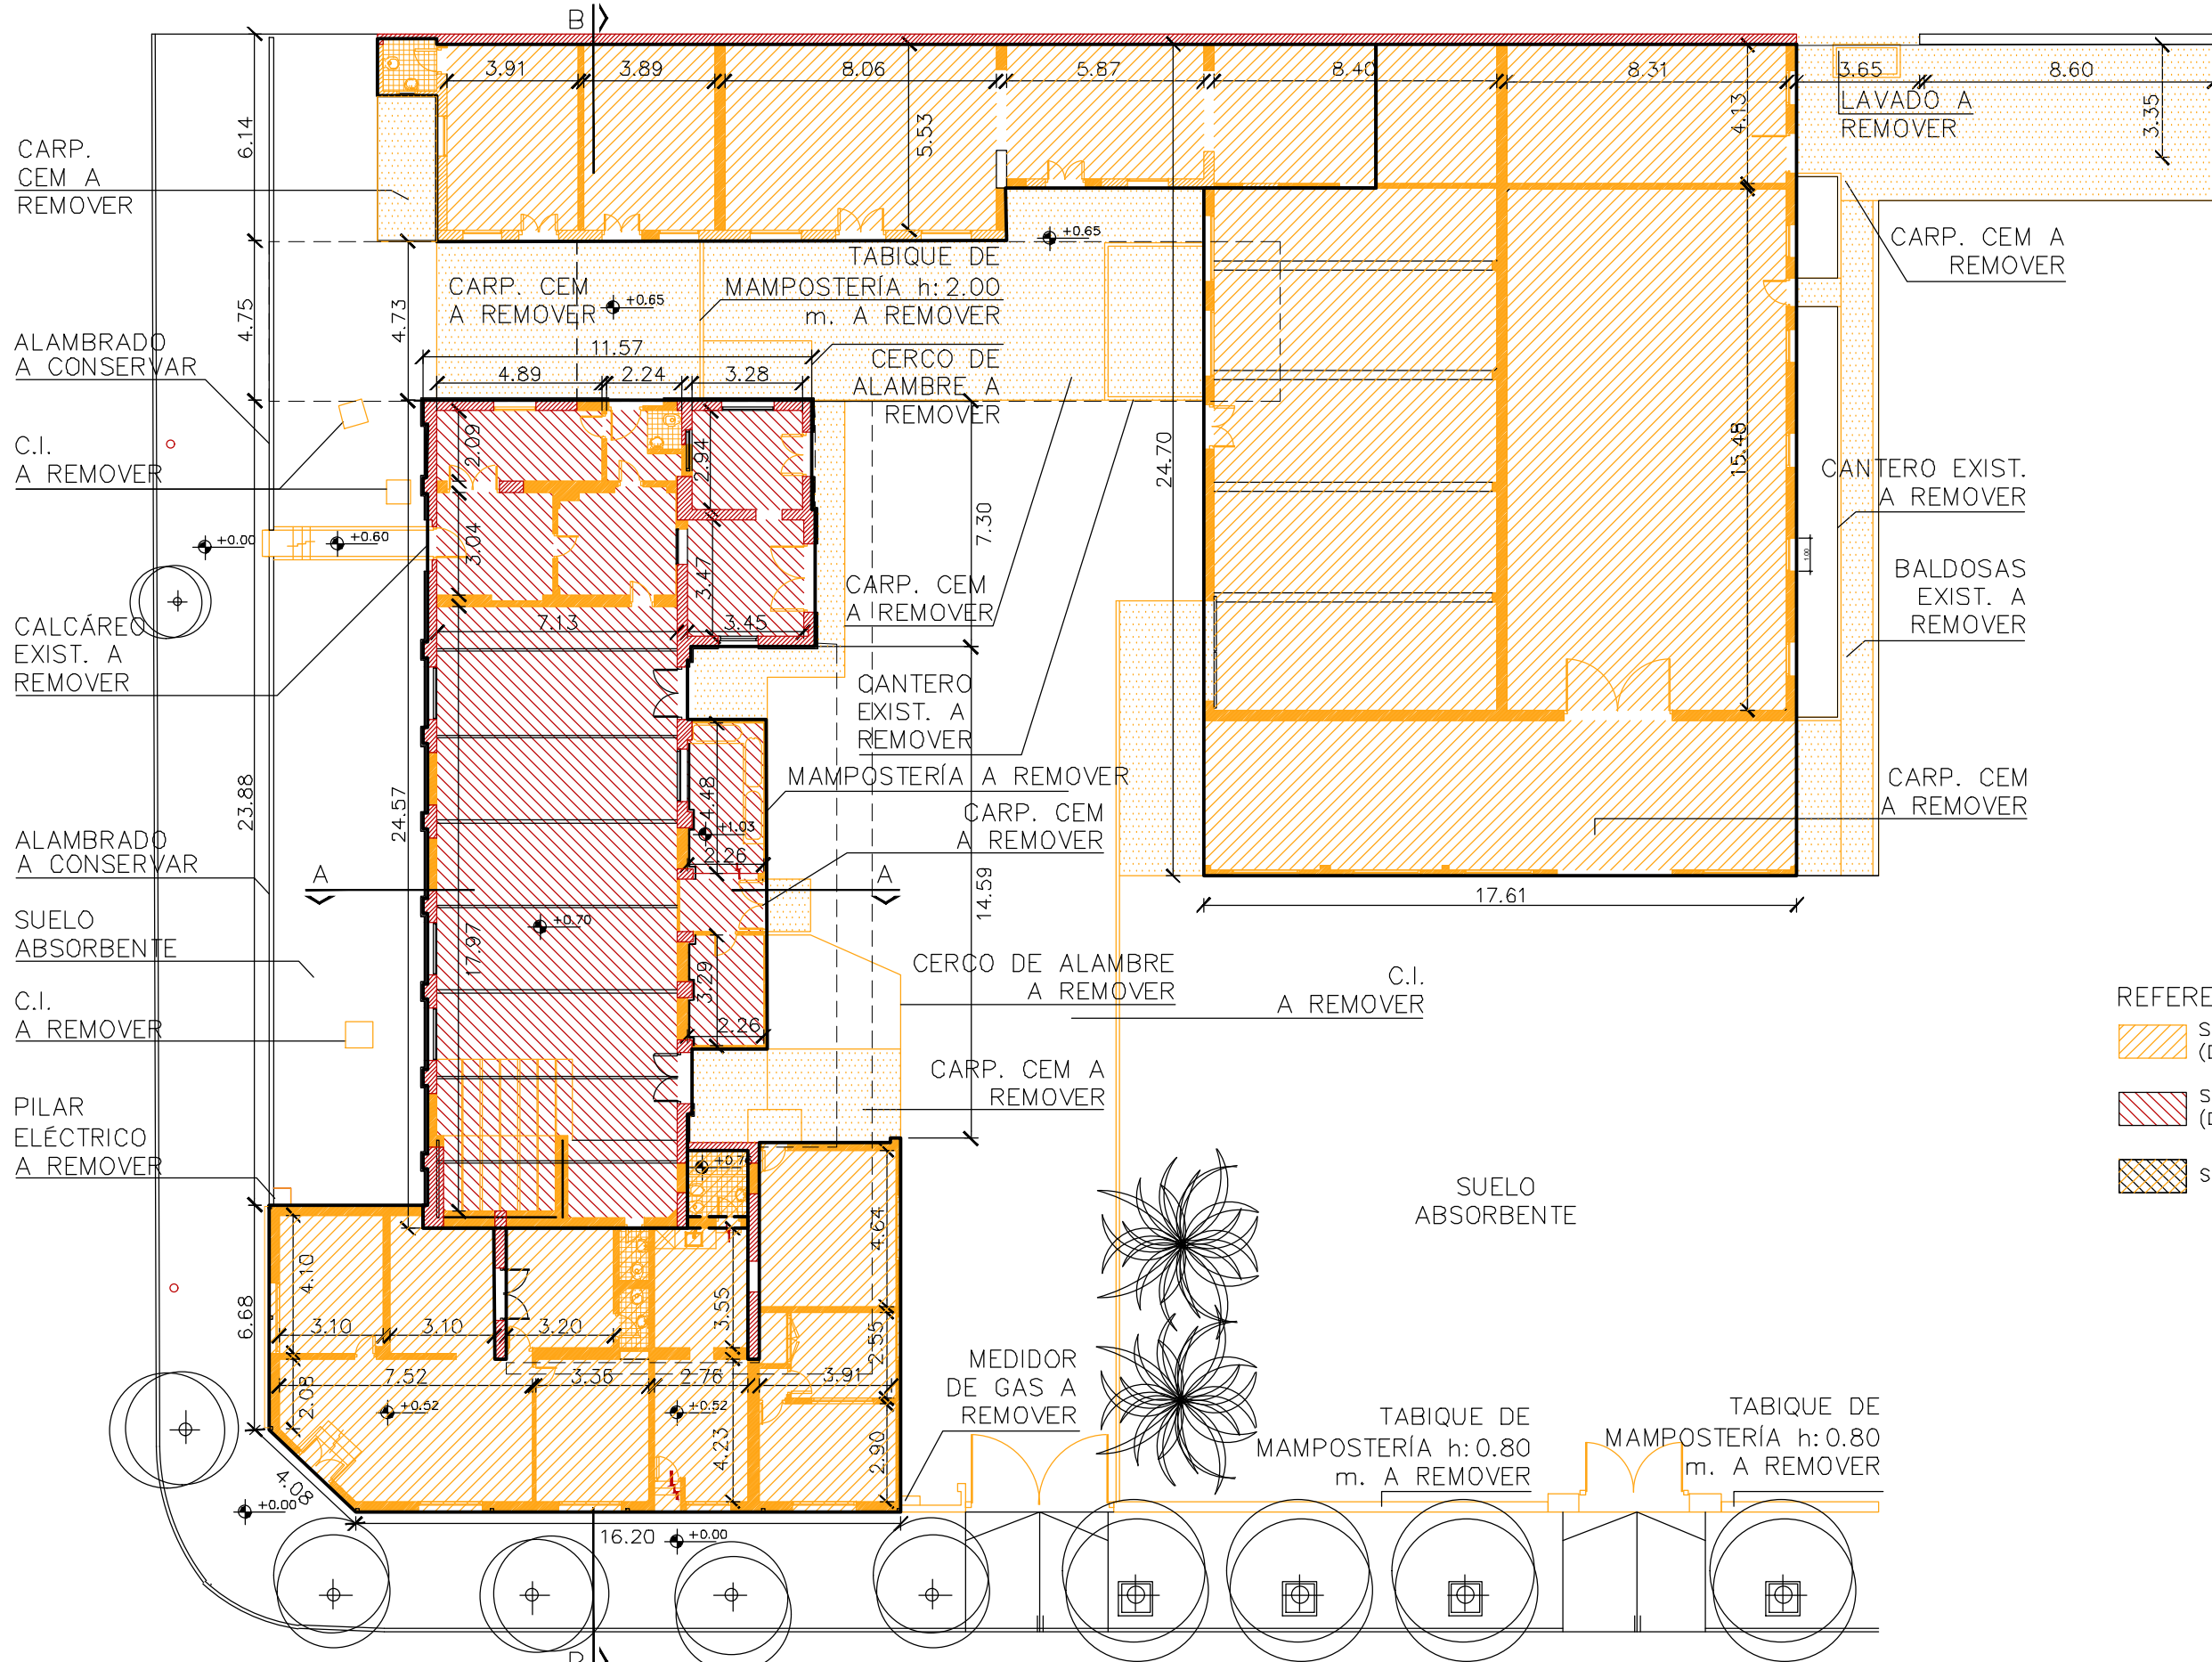 B
3.91
3.89
8.06
5.87
8.40
8.31
3.65
8.60
6.14
5.53
4.13
3.35
LAVADO A
REMOVER
CARP.
CEM A
REMOVER
+0.65
CARP. CEM A
REMOVER
TABIQUE DE
MAMPOSTERÍA h:2.00
m. A REMOVER
CARP. CEM
A REMOVER
+0.65
4.75
4.73
ALAMBRADO
A CONSERVAR
11.57
CERCO DE
ALAMBRE A
REMOVER
4.89
2.24
3.28
C.I.
A REMOVER
2.09
2.94
24.70
15.48
CANTERO EXIST.
A REMOVER
+0.00
+0.60
3.04
3.47
7.30
1.00
CARP. CEM
A REMOVER
BALDOSAS
EXIST. A
REMOVER
CALCÁREO
EXIST. A
REMOVER
7.13
3.45
CANTERO
EXIST. A
REMOVER
MAMPOSTERÍA A REMOVER
CARP. CEM
A REMOVER
CARP. CEM
A REMOVER
23.88
24.57
4.48
+1.03
2.26
ALAMBRADO
A CONSERVAR
A
A
14.59
17.61
SUELO
ABSORBENTE
+0.70
17.97
3.29
CERCO DE ALAMBRE
A REMOVER
C.I.
A REMOVER
REFERE
S
(D
C.I.
A REMOVER
2.26
CARP. CEM A
REMOVER
S
(D
PILAR
ELÉCTRICO
A REMOVER
S
SUELO
ABSORBENTE
4.64
4.10
6.68
3.55
3.10
3.10
3.20
2.55
7.52
3.36
2.76
3.91
MEDIDOR
DE GAS A
REMOVER
+0.52
+0.52
4.23
2.90
4.08
TABIQUE DE
MAMPOSTERÍA h:0.80
m. A REMOVER
TABIQUE DE
MAMPOSTERÍA h:0.80
m. A REMOVER
+0.00
16.20
+0.00